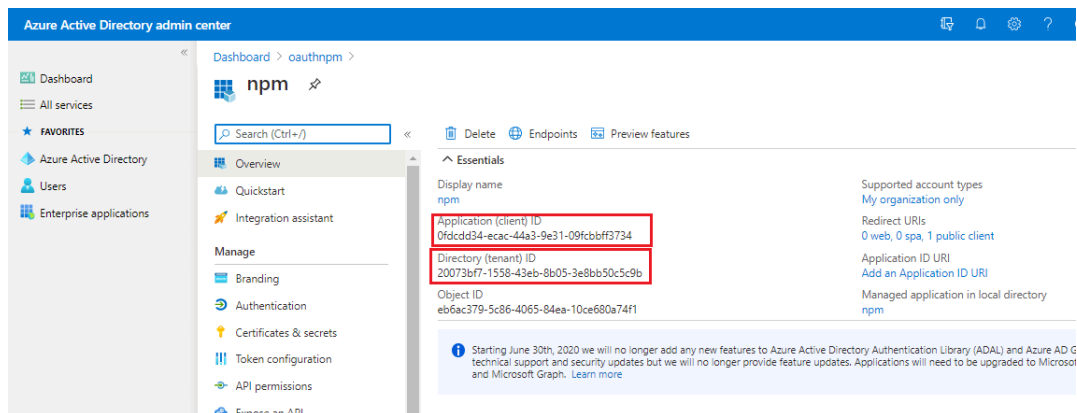 Azure Active Directory admin center
Dashboard
All services
FAVORITES
Azure Active Directory
Users
Enterprise applications
Dashboard > oauthnpm >
npm
Search (Ctrl+/)
Overview
Quickstart
Integration assistant
Manage
Branding
Authentication
Certificates & secrets
Token configuration
API permissions
Expose an API
Delete Endpoints Preview features
Essentials
Display name
npm
Application (client) ID
0fdcdd34-ecac-44a3-9e31-09fcbbff3734
Directory (tenant) ID
20073bf7-1558-43eb-8b05-3e8bb50c5c9b
Object ID
eb6ac379-5c86-4065-84ea-10ce680a74f1
Supported account types
My organization only
Redirect URIs
0 web, 0 spa, 1 public client
Application ID URI
Add an Application ID URI
Managed application in local directory
npm
Starting June 30th, 2020 we will no longer add any new features to Azure Active Directory Authentication Library (ADAL) and Azure AD G
technical support and security updates but we will no longer provide feature updates. Applications will need to be upgraded to Microsof
and Microsoft Graph. Learn more